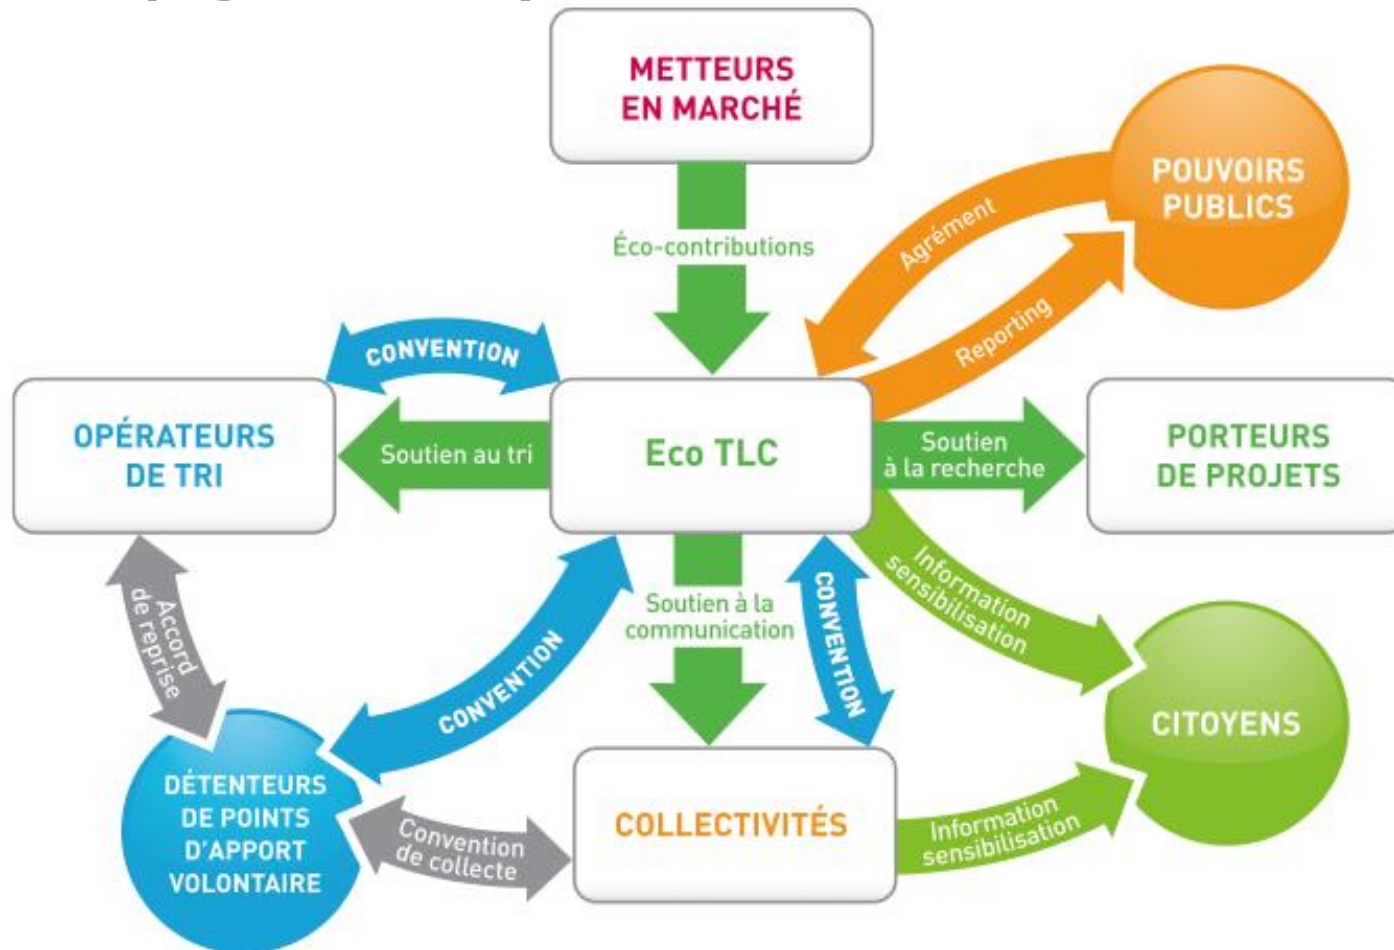 METTEURS
EN MARCHÉ
POUVOIRS
PUBLICS
Agrément
Éco-contributions
Reporting
CONVENTION
OPÉRATEURS
DE TRI
Soutien au tri
Eco TLC
Soutien
à la recherche
PORTEURS
DE PROJETS
Accord
de reprise
CONVENTION
Soutien à la
communication
CONVENTION
Information
sensibilisation
CITOYENS
DÉTENTEURS
DE POINTS
D'APPORT
VOLONTAIRE
Convention
de collecte
COLLECTIVITÉS
Information
sensibilisation